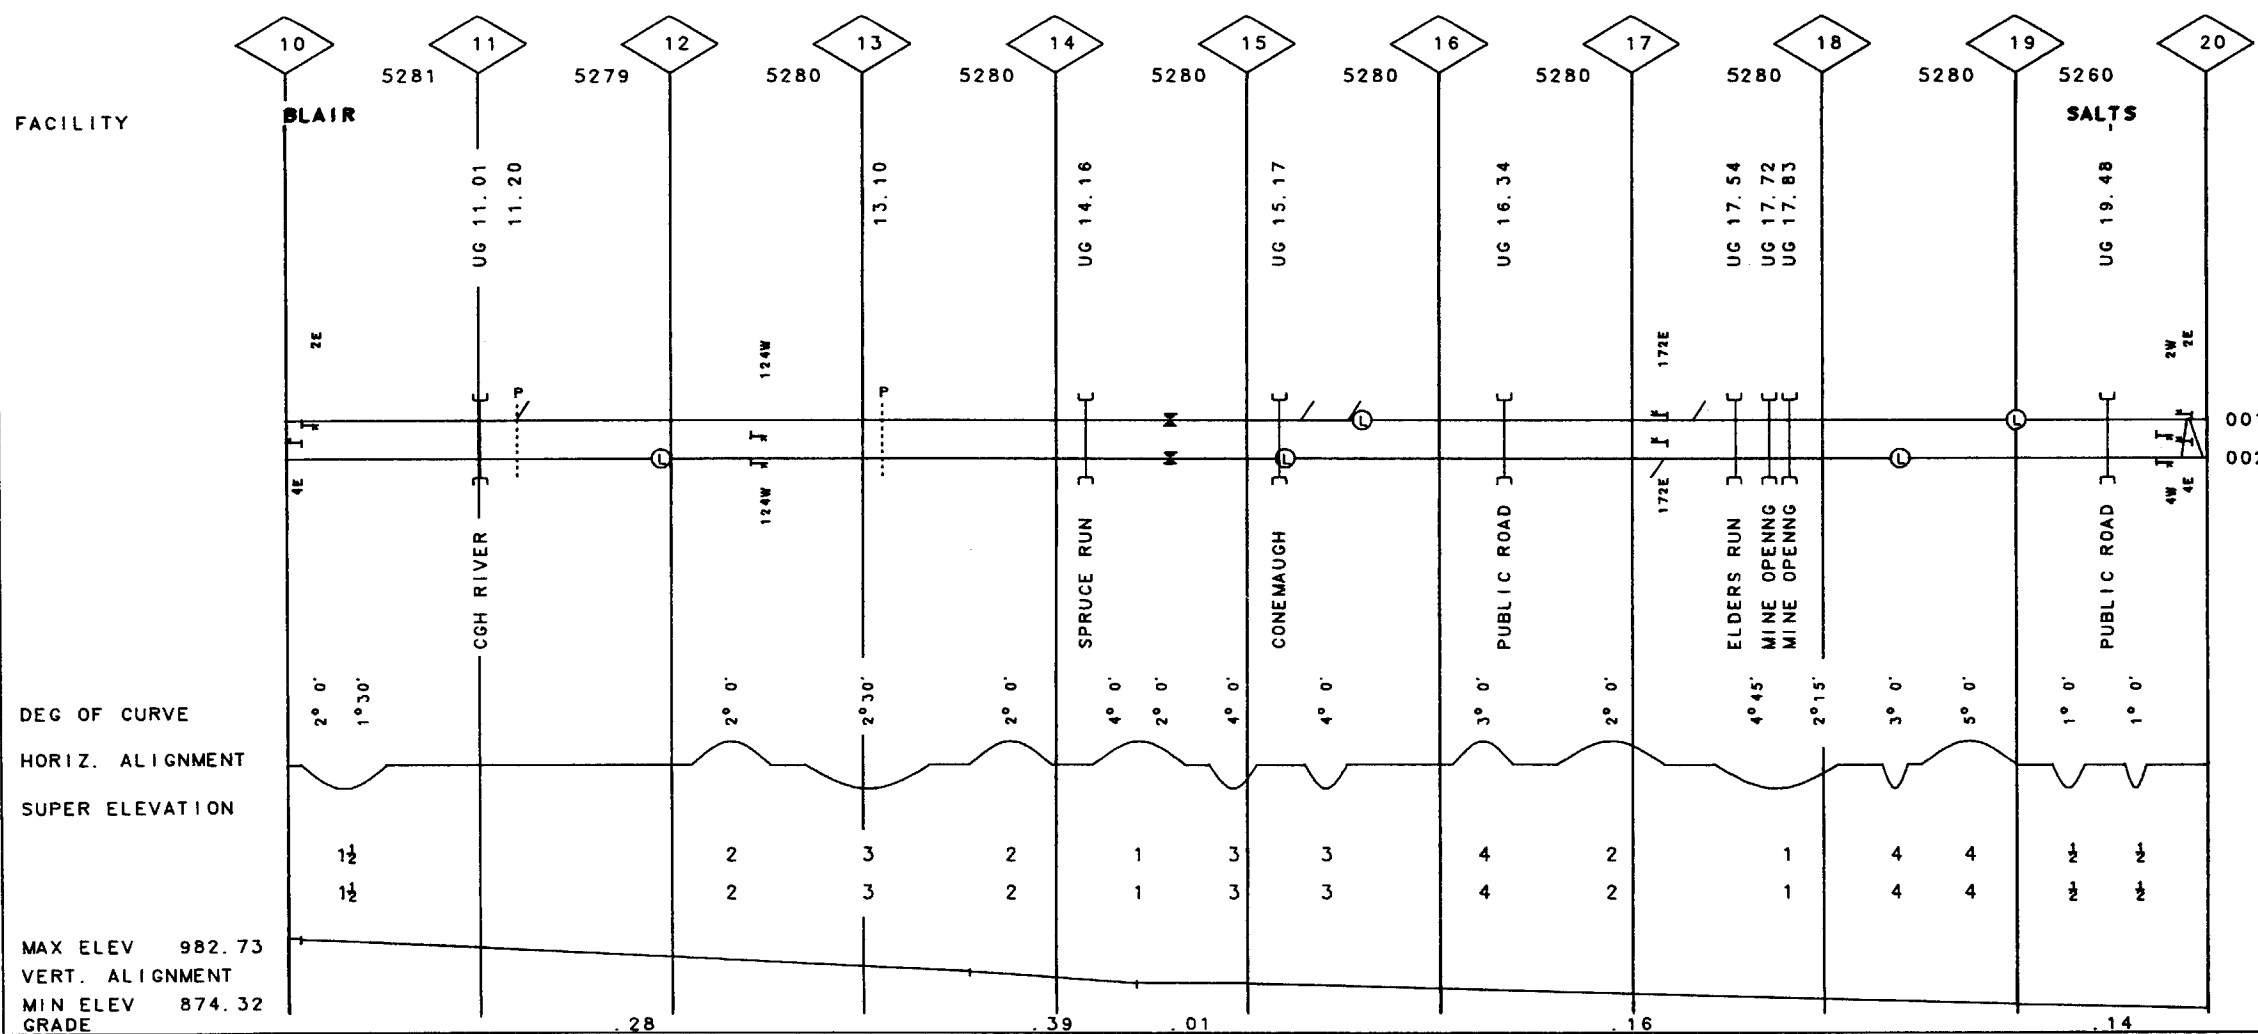 10 11 12 13 14 15 16 17 18 19 20
5281 5279 5280 5280 5280 5280 5280 5280 5280 5260
FACILITY BLAIR SALTS
UG 11.01
11.20
13.10
UG 14.16
UG 15.17
UG 16.34
UG 17.54
UG 17.72
UG 17.83
UG 19.48
2E 124W 172E 2W 2E
P P
L L 001
L L L 002
4E 124W 172E 4W 4E
CGH RIVER
SPRUCE RUN
CONEMAUGH
PUBLIC ROAD
ELDERS RUN
MINE OPENNG
MINE OPENNG
PUBLIC ROAD
DEG OF CURVE 2° 0' 1°30' 2° 0' 2°30' 2° 0' 4° 0' 2° 0' 4° 0' 4° 0' 3° 0' 2° 0' 4°45' 2°15' 3° 0' 5° 0' 1° 0' 1° 0'
HORIZ. ALIGNMENT
SUPER ELEVATION
1½ 2 3 2 1 3 3 4 2 1 4 4 ½ ½
1½ 2 3 2 1 3 3 4 2 1 4 4 ½ ½
MAX ELEV 982.73
VERT. ALIGNMENT
MIN ELEV 874.32
GRADE .28 .39 .01 .16 .14